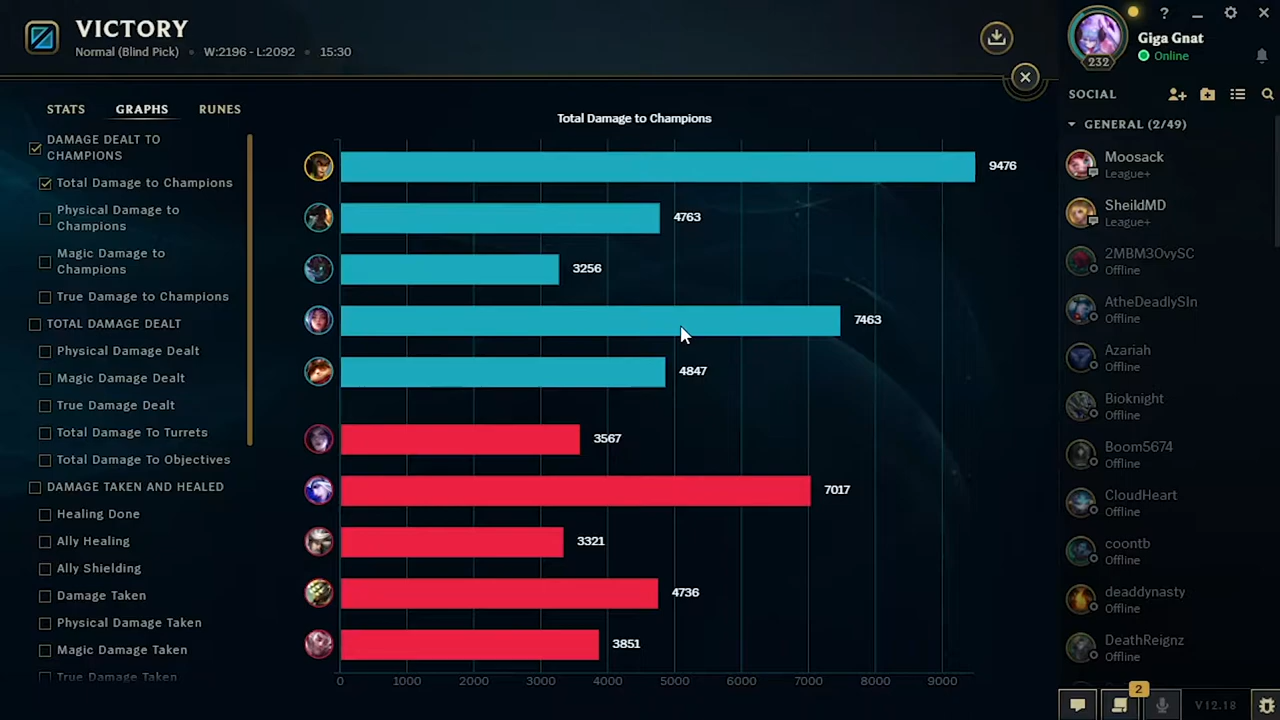 VICTORY
Normal (Blind Pick) • W:2196 - L:2092 • 15:30
STATS GRAPHS RUNES
DAMAGE DEALT TO
CHAMPIONS
Total Damage to Champions
Physical Damage to
Champions
Magic Damage to
Champions
True Damage to Champions
TOTAL DAMAGE DEALT
Physical Damage Dealt
Magic Damage Dealt
True Damage Dealt
Total Damage To Turrets
Total Damage To Objectives
DAMAGE TAKEN AND HEALED
Healing Done
Ally Healing
Ally Shielding
Damage Taken
Physical Damage Taken
Magic Damage Taken
True Damage Taken
Total Damage to Champions
9476
4763
3256
7463
4847
3567
7017
3321
4736
3851
0 1000 2000 3000 4000 5000 6000 7000 8000 9000
?
232
Giga Gnat
Online
SOCIAL
GENERAL (2/49)
Moosack
League+
SheildMD
League+
2MBM3OvySC
Offline
AtheDeadlySIn
Offline
Azariah
Offline
Bioknight
Offline
Boom5674
Offline
CloudHeart
Offline
coontb
Offline
deaddynasty
Offline
DeathReignz
Offline
2
V12.18